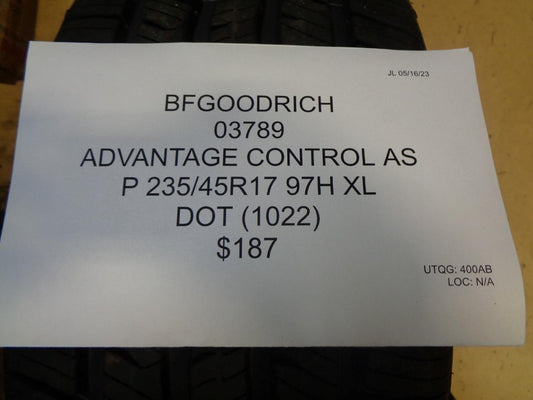 JL 05/16/23
BFGOODRICH
03789
ADVANTAGE CONTROL AS
P 235/45R17 97H XL
DOT (1022)
$187
UTQG: 400AB
LOC: N/A